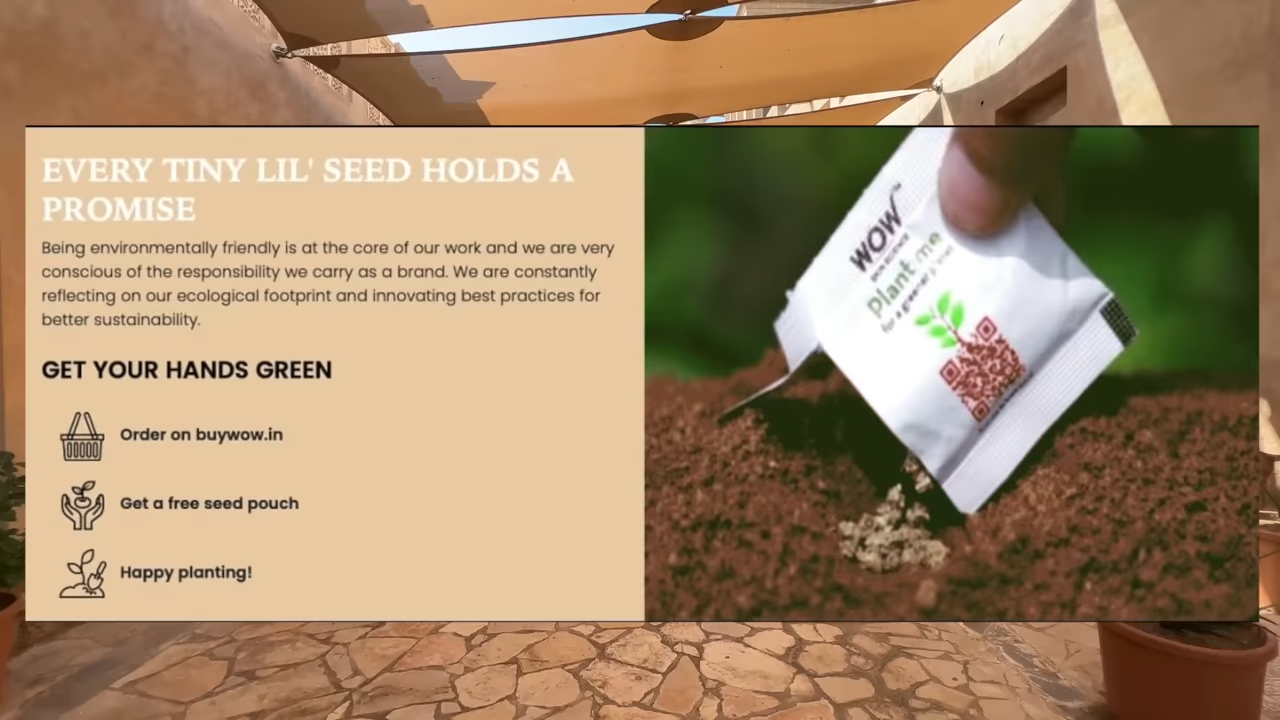 EVERY TINY LIL' SEED HOLDS A
PROMISE
Being environmentally friendly is at the core of our work and we are very
conscious of the responsibility we carry as a brand. We are constantly
reflecting on our ecological footprint and innovating best practices for
better sustainability.
GET YOUR HANDS GREEN
Order on buywow.in
Get a free seed pouch
Happy planting!
WOW
Plant me
for a greener